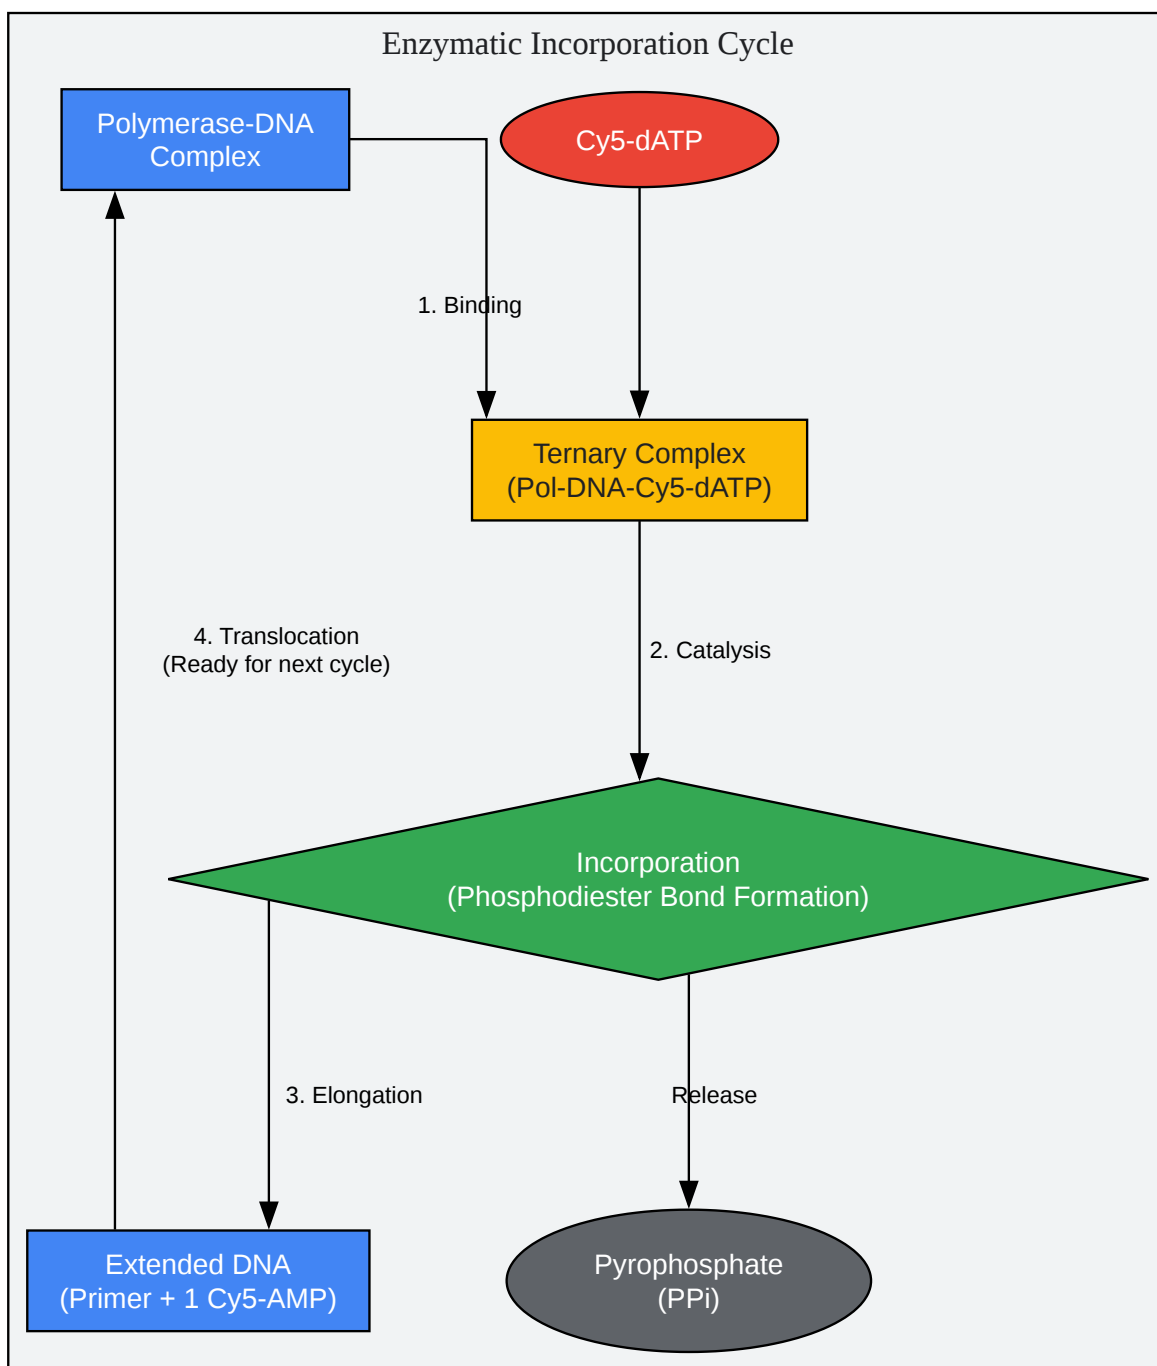 Enzymatic Incorporation Cycle
Polymerase-DNA
Complex
Cy5-dATP
1. Binding
Ternary Complex
(Pol-DNA-Cy5-dATP)
4. Translocation
(Ready for next cycle)
2. Catalysis
Incorporation
(Phosphodiester Bond Formation)
3. Elongation
Release
Extended DNA
(Primer + 1 Cy5-AMP)
Pyrophosphate
(PPi)